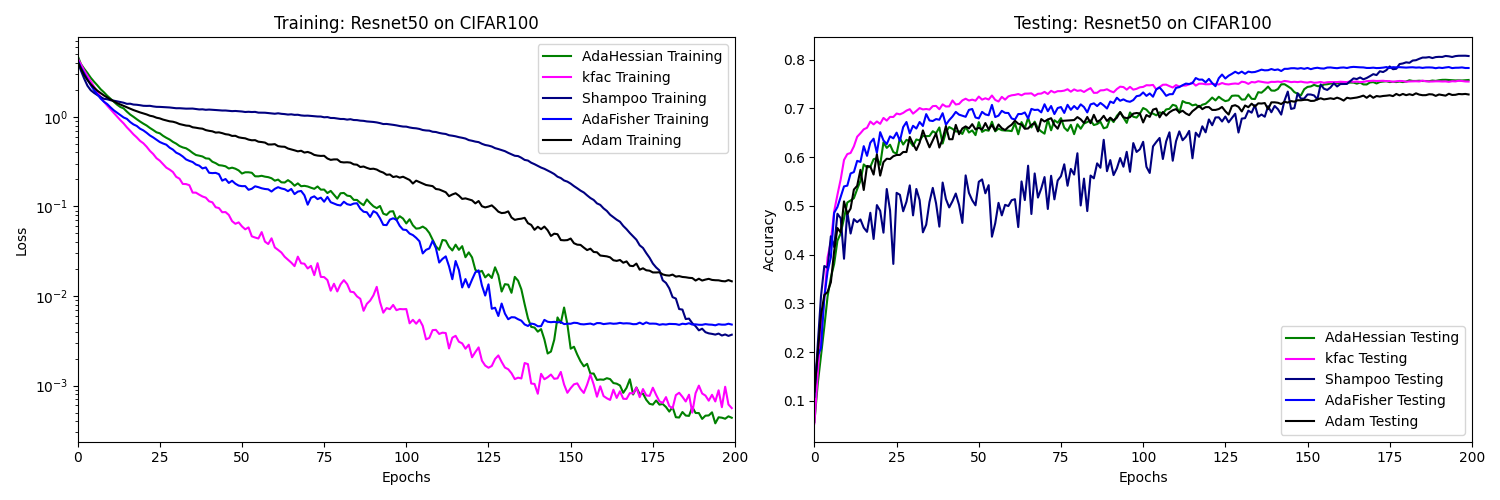 Training: Resnet50 on CIFAR100
Loss
10⁰
10⁻¹
10⁻²
10⁻³
AdaHessian Training
kfac Training
Shampoo Training
AdaFisher Training
Adam Training
0 25 50 75 100 125 150 175 200
Epochs
Testing: Resnet50 on CIFAR100
Accuracy
0.8
0.7
0.6
0.5
0.4
0.3
0.2
0.1
AdaHessian Testing
kfac Testing
Shampoo Testing
AdaFisher Testing
Adam Testing
0 25 50 75 100 125 150 175 200
Epochs